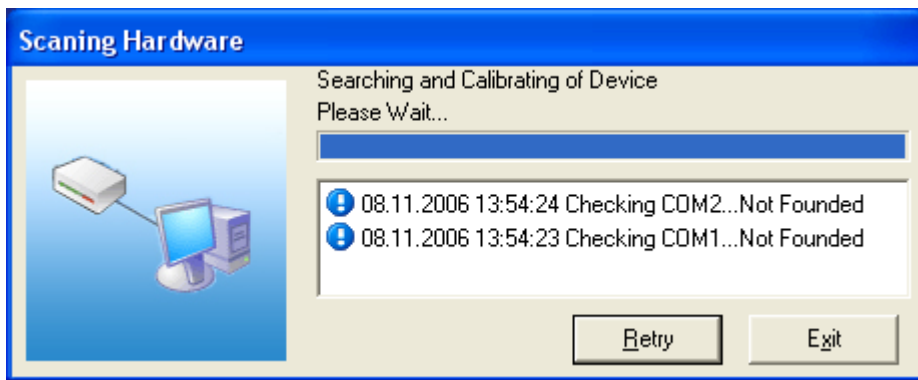 Scaning Hardware
Searching and Calibrating of Device
Please Wait...
08.11.2006 13:54:24 Checking COM2...Not Founded
08.11.2006 13:54:23 Checking COM1...Not Founded
Retry Exit